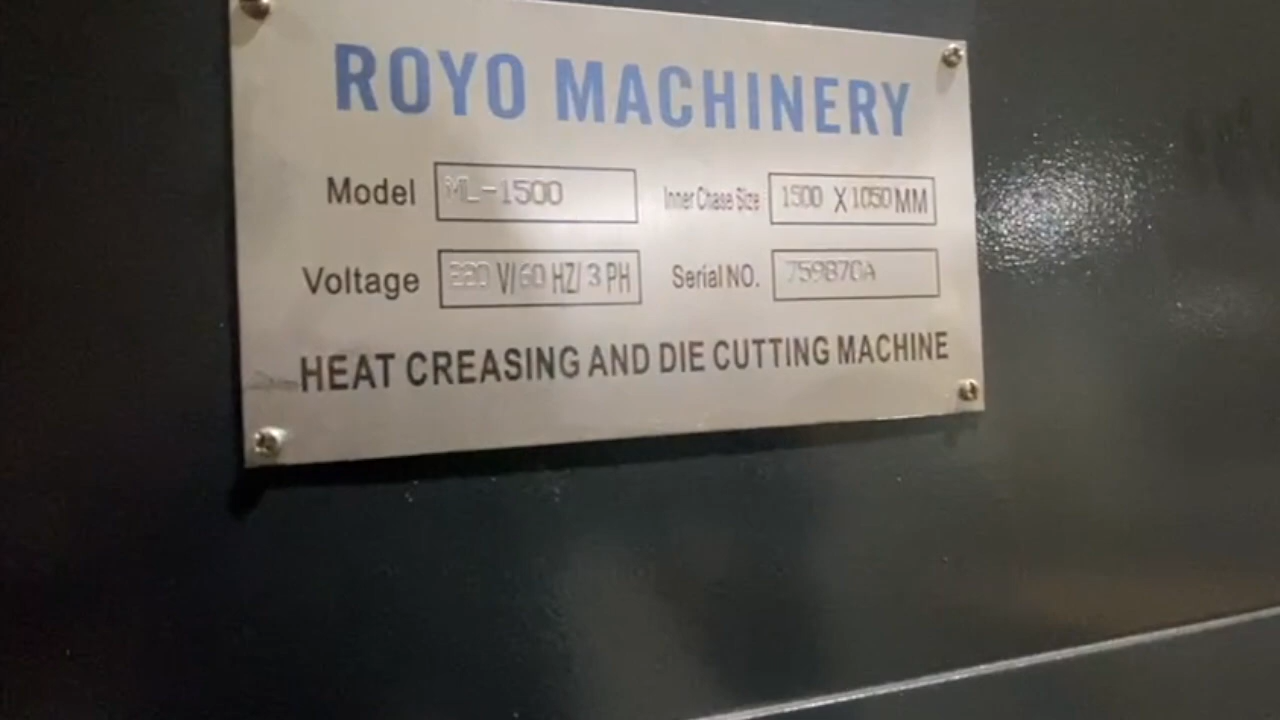 ROYO MACHINERY
Model ML-1500 Inner Chase Size 1500 X 1050 MM
Voltage 220 V/60 HZ/ 3 PH Serial NO. 759870A
HEAT CREASING AND DIE CUTTING MACHINE